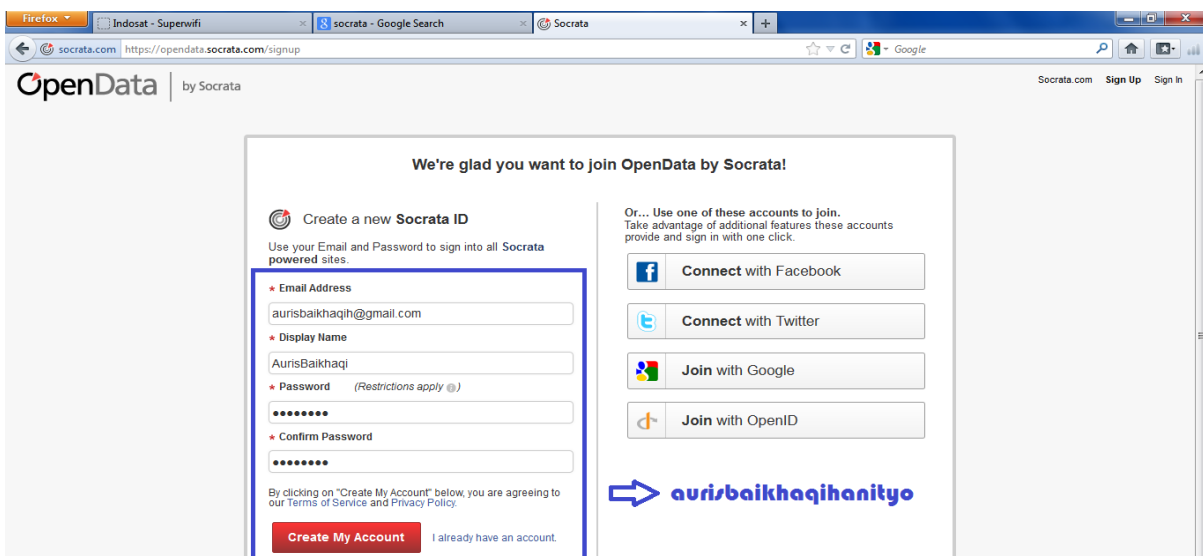 Firefox
Indosat - Superwifi
socrata - Google Search
Socrata
socrata.com https://opendata.socrata.com/signup
Google
OpenData | by Socrata
Socrata.com Sign Up Sign In
We're glad you want to join OpenData by Socrata!
Create a new Socrata ID
Use your Email and Password to sign into all Socrata
powered sites.
* Email Address
aurisbaikhaqih@gmail.com
* Display Name
AurisBaikhaqi
* Password (Restrictions apply i)
••••••••
* Confirm Password
••••••••
By clicking on "Create My Account" below, you are agreeing to
our Terms of Service and Privacy Policy.
Create My Account I already have an account.
Or... Use one of these accounts to join.
Take advantage of additional features these accounts
provide and sign in with one click.
Connect with Facebook
Connect with Twitter
Join with Google
Join with OpenID
aurisbaikhaqihanityo